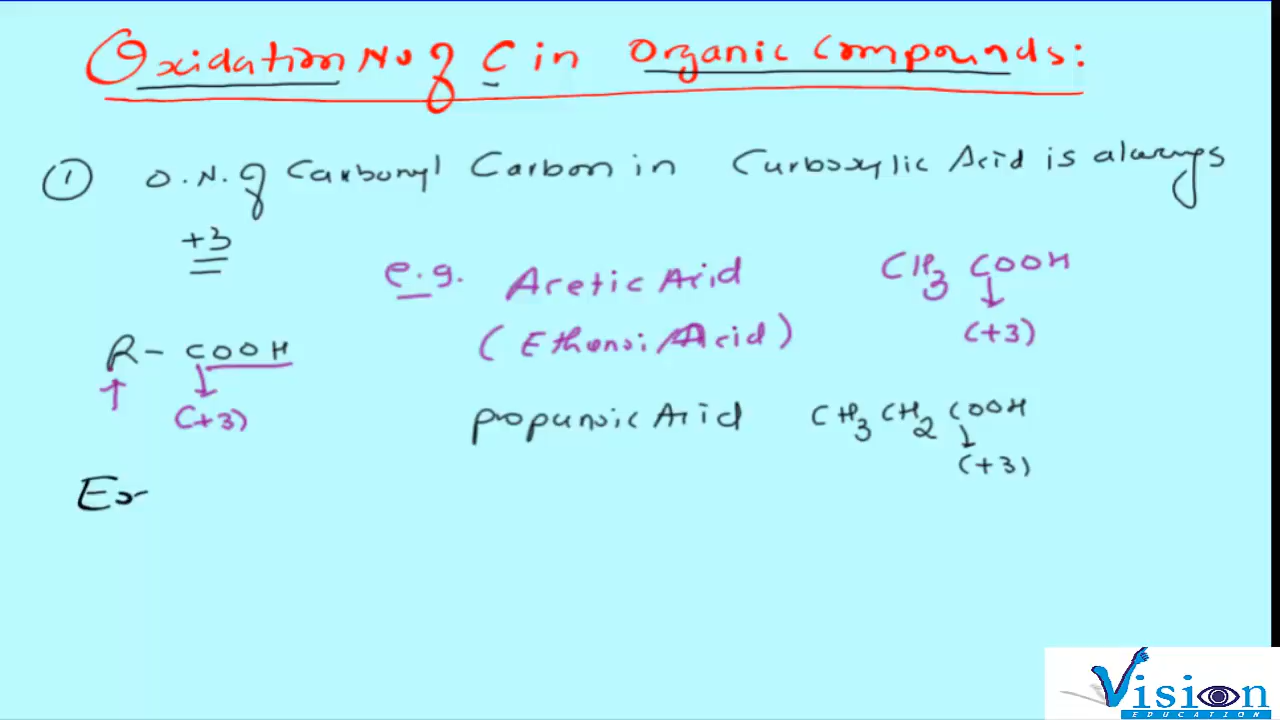 Oxidation No of C in Organic Compounds:
① O.N. of Carbonyl Carbon in Carboxylic Acid is always
+3
e.g. Acetic Acid CH3 COOH
(+3)
(Ethanoic Acid)
R - COOH
(+3)
propanoic Acid CH3 CH2 COOH
(+3)
Ex
Vision
EDUCATION